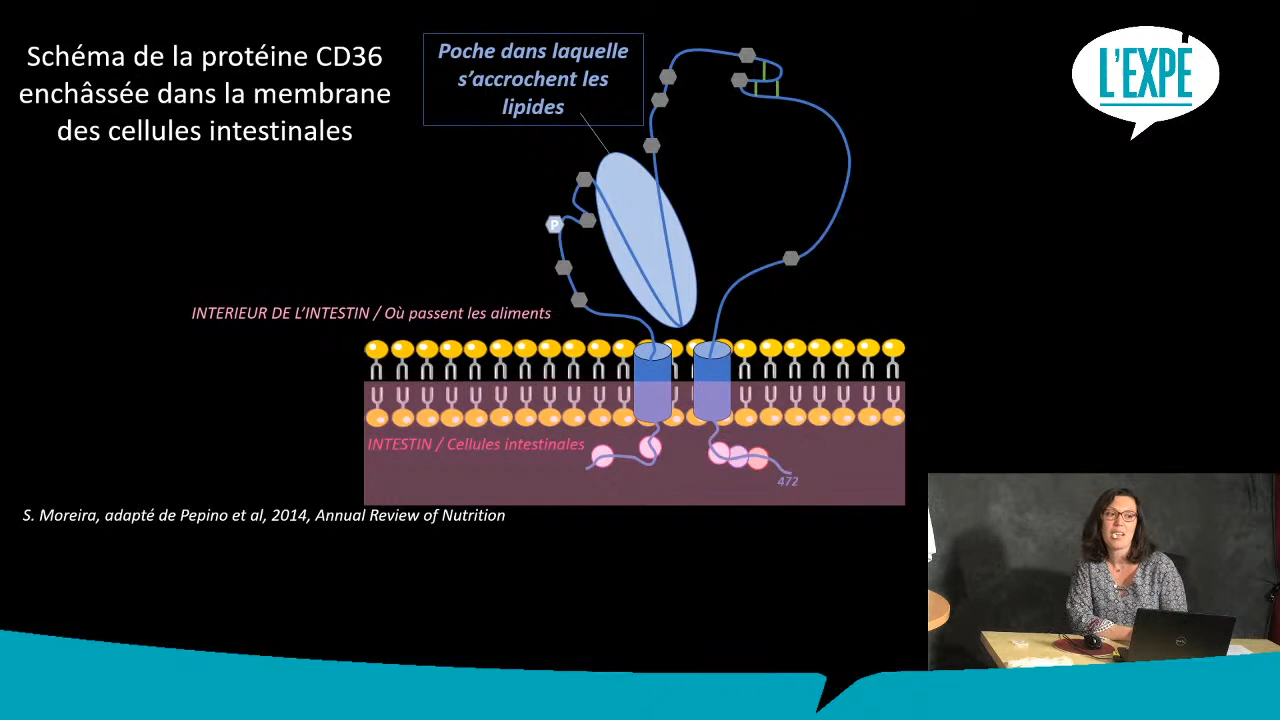 Schéma de la protéine CD36
enchâssée dans la membrane
des cellules intestinales
Poche dans laquelle
s'accrochent les
lipides
L'EXPÉ
P
INTERIEUR DE L'INTESTIN / Où passent les aliments
INTESTIN / Cellules intestinales
472
S. Moreira, adapté de Pepino et al, 2014, Annual Review of Nutrition